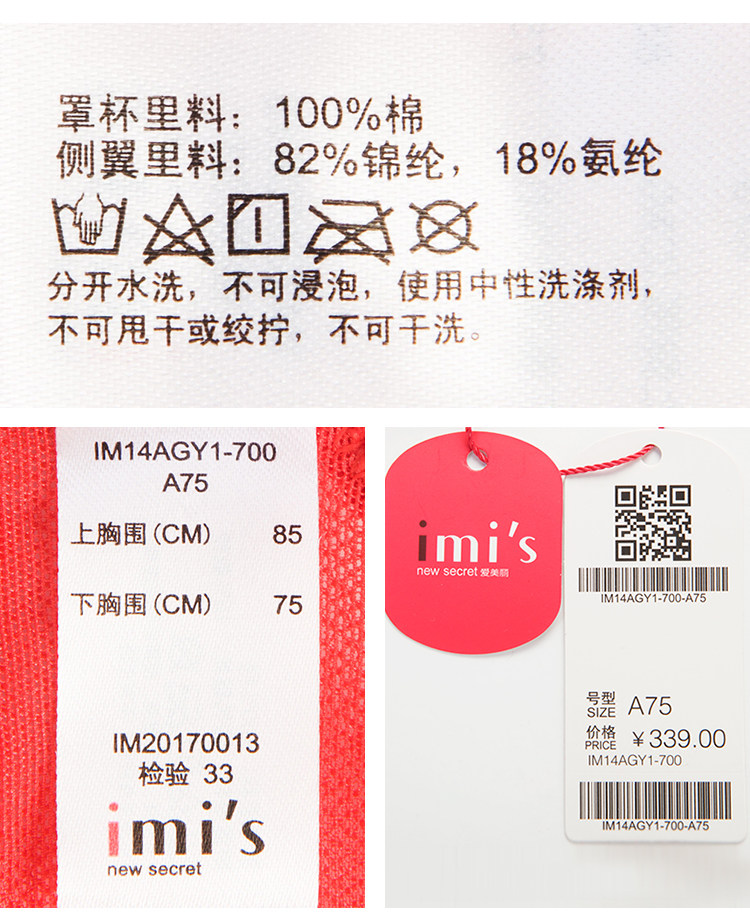 罩杯里料：100%棉
侧翼里料：82%锦纶，18%氨纶
分开水洗，不可浸泡，使用中性洗涤剂，
不可甩干或绞拧，不可干洗。
IM14AGY1-700
A75
上胸围(CM) 85
下胸围(CM) 75
IM20170013
检验 33
imi's
new secret
imi's
new secret 爱美丽
IM14AGY1-700-A75
号型
SIZE A75
价格
PRICE ￥339.00
IM14AGY1-700
IM14AGY1-700-A75